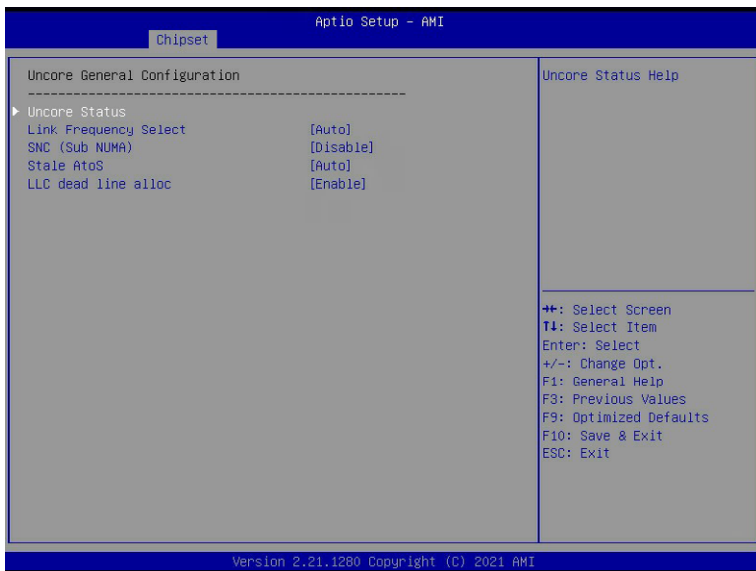 Aptio Setup – AMI
Chipset
Uncore General Configuration
--------------------------------------------------
Uncore Status
Link Frequency Select [Auto]
SNC (Sub NUMA) [Disable]
Stale AtoS [Auto]
LLC dead line alloc [Enable]
Uncore Status Help
→←: Select Screen
↑↓: Select Item
Enter: Select
+/-: Change Opt.
F1: General Help
F3: Previous Values
F9: Optimized Defaults
F10: Save & Exit
ESC: Exit
Version 2.21.1280 Copyright (C) 2021 AMI